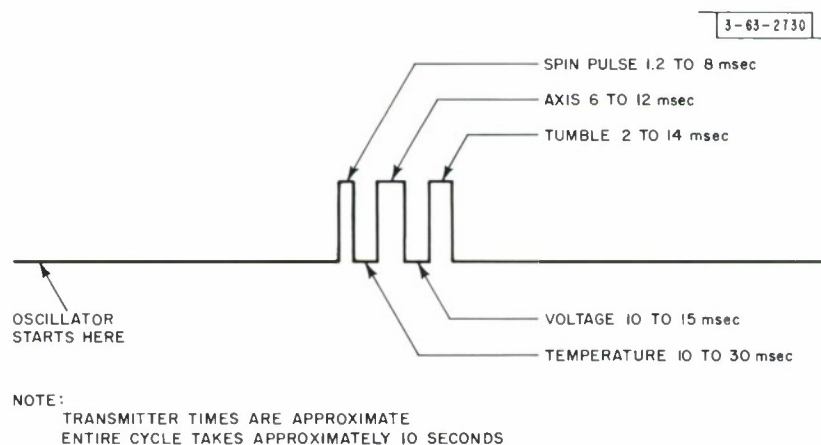 3-63-2730
SPIN PULSE 1.2 TO 8 msec
AXIS 6 TO 12 msec
TUMBLE 2 TO 14 msec
OSCILLATOR
STARTS HERE
VOLTAGE 10 TO 15 msec
TEMPERATURE 10 TO 30 msec
NOTE:
TRANSMITTER TIMES ARE APPROXIMATE
ENTIRE CYCLE TAKES APPROXIMATELY 10 SECONDS